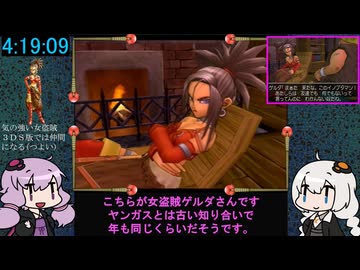 4:19:09
気の強い女盗賊
３ＤＳ版では仲間
になる(つよい)
こちらが女盗賊ゲルダさんです
ヤンガスとは古い知り合いで
年も同じくらいだそうです。